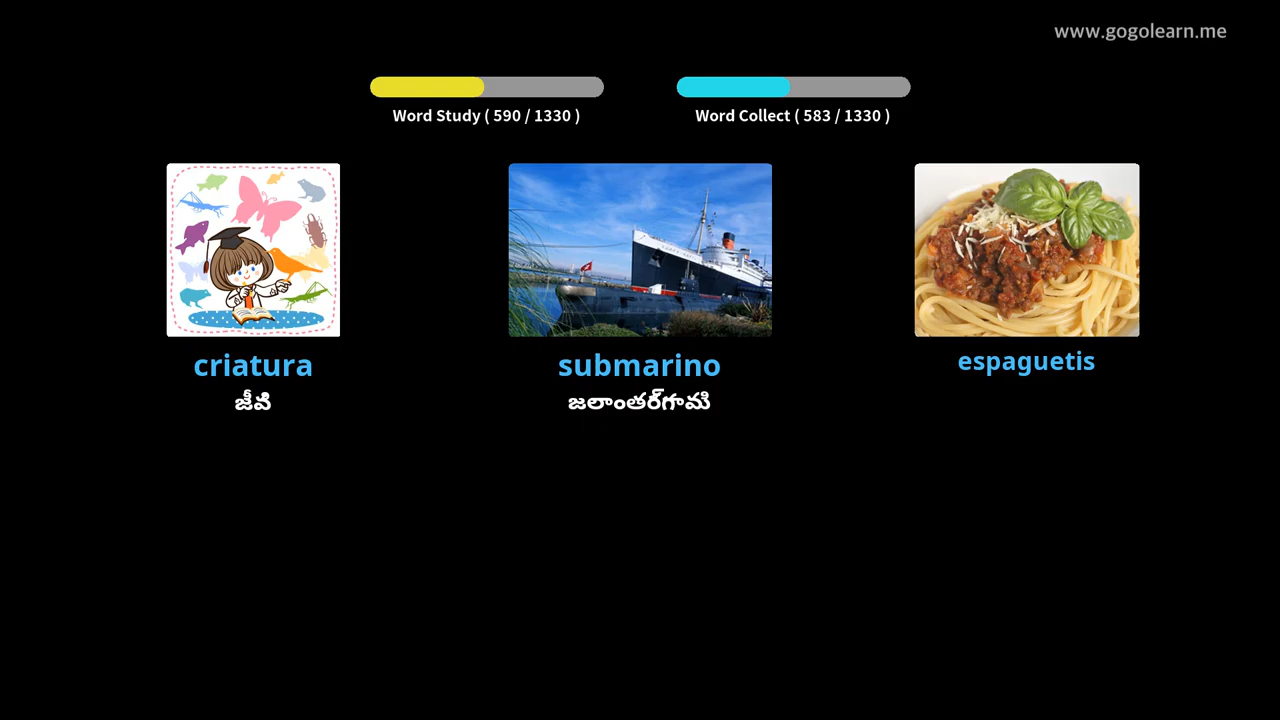 www.gogolearn.me
Word Study ( 590 / 1330 )
Word Collect ( 583 / 1330 )
criatura
submarino
espaguetis
జీవి
జలాంతర్గామి